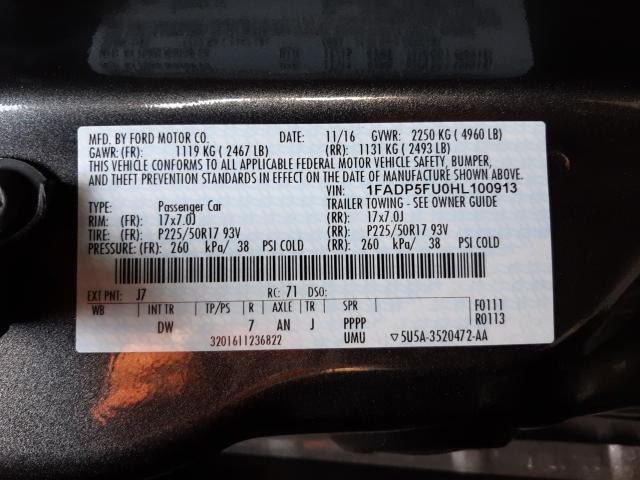 MFD. BY FORD MOTOR CO. DATE: 11/16 GVWR: 2250 KG ( 4960 LB)
GAWR: (FR): 1119 KG ( 2467 LB) (RR): 1131 KG ( 2493 LB)
THIS VEHICLE CONFORMS TO ALL APPLICABLE FEDERAL MOTOR VEHICLE SAFETY, BUMPER,
AND THEFT PREVENTION STANDARDS IN EFFECT ON THE DATE OF MANUFACTURE SHOWN ABOVE.
VIN: 1FADP5FU0HL100913
TYPE: Passenger Car TRAILER TOWING - SEE OWNER GUIDE
RIM: (FR): 17x7.0J (RR): 17x7.0J
TIRE: (FR): P225/50R17 93V (RR): P225/50R17 93V
PRESSURE: (FR): 260 kPa/ 38 PSI COLD (RR): 260 kPa/ 38 PSI COLD
EXT PNT: J7 RC: 71 DSO:
WB INT TR TP/PS R AXLE TR SPR F0111
DW 7 AN J PPPP R0113
3201611236822 UMU ▽5U5A-3520472-AA